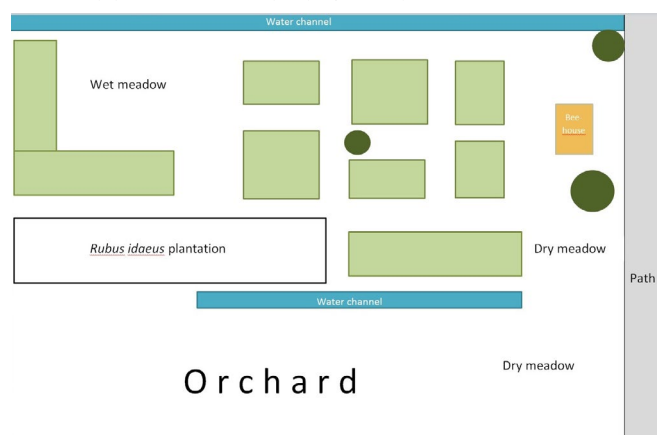 Water channel
Wet meadow
Bee
house
Rubus idaeus plantation
Dry meadow
Path
Water channel
Dry meadow
Orchard